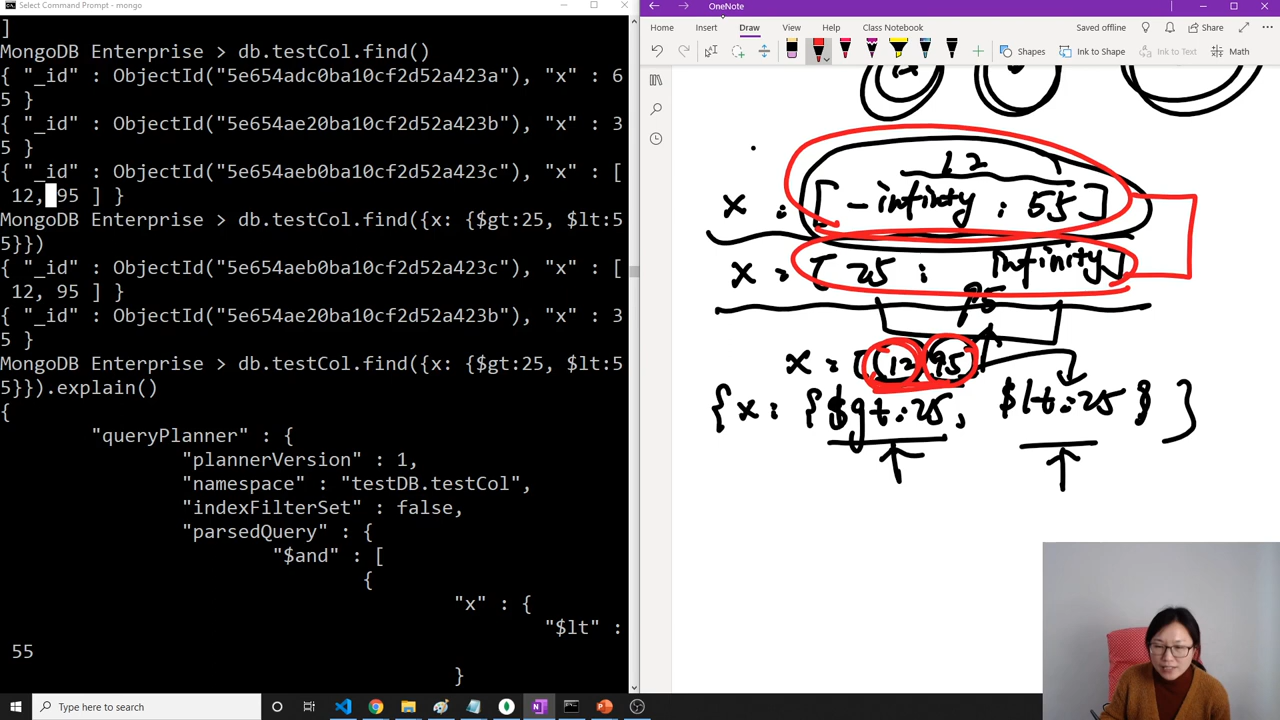 Select Command Prompt - mongo
]
MongoDB Enterprise > db.testCol.find()
{ "_id" : ObjectId("5e654adc0ba10cf2d52a423a"), "x" : 6
5 }
{ "_id" : ObjectId("5e654ae20ba10cf2d52a423b"), "x" : 3
5 }
{ "_id" : ObjectId("5e654aeb0ba10cf2d52a423c"), "x" : [
12, 95 ] }
MongoDB Enterprise > db.testCol.find({x: {$gt:25, $lt:5
5}})
{ "_id" : ObjectId("5e654aeb0ba10cf2d52a423c"), "x" : [
12, 95 ] }
{ "_id" : ObjectId("5e654ae20ba10cf2d52a423b"), "x" : 3
5 }
MongoDB Enterprise > db.testCol.find({x: {$gt:25, $lt:5
5}}).explain()
{
"queryPlanner" : {
"plannerVersion" : 1,
"namespace" : "testDB.testCol",
"indexFilterSet" : false,
"parsedQuery" : {
"$and" : [
{
"x" : {
"$lt" :
55
}
Type here to search
OneNote
Home Insert Draw View Help Class Notebook Saved offline Share
Shapes Ink to Shape Ink to Text Math
12
x : [ -infinty : 55 ]
x : [ 25 : infinity ]
95
x : [ 12 95 ]
{ x : { $gt : 25, $lt : 25 } }